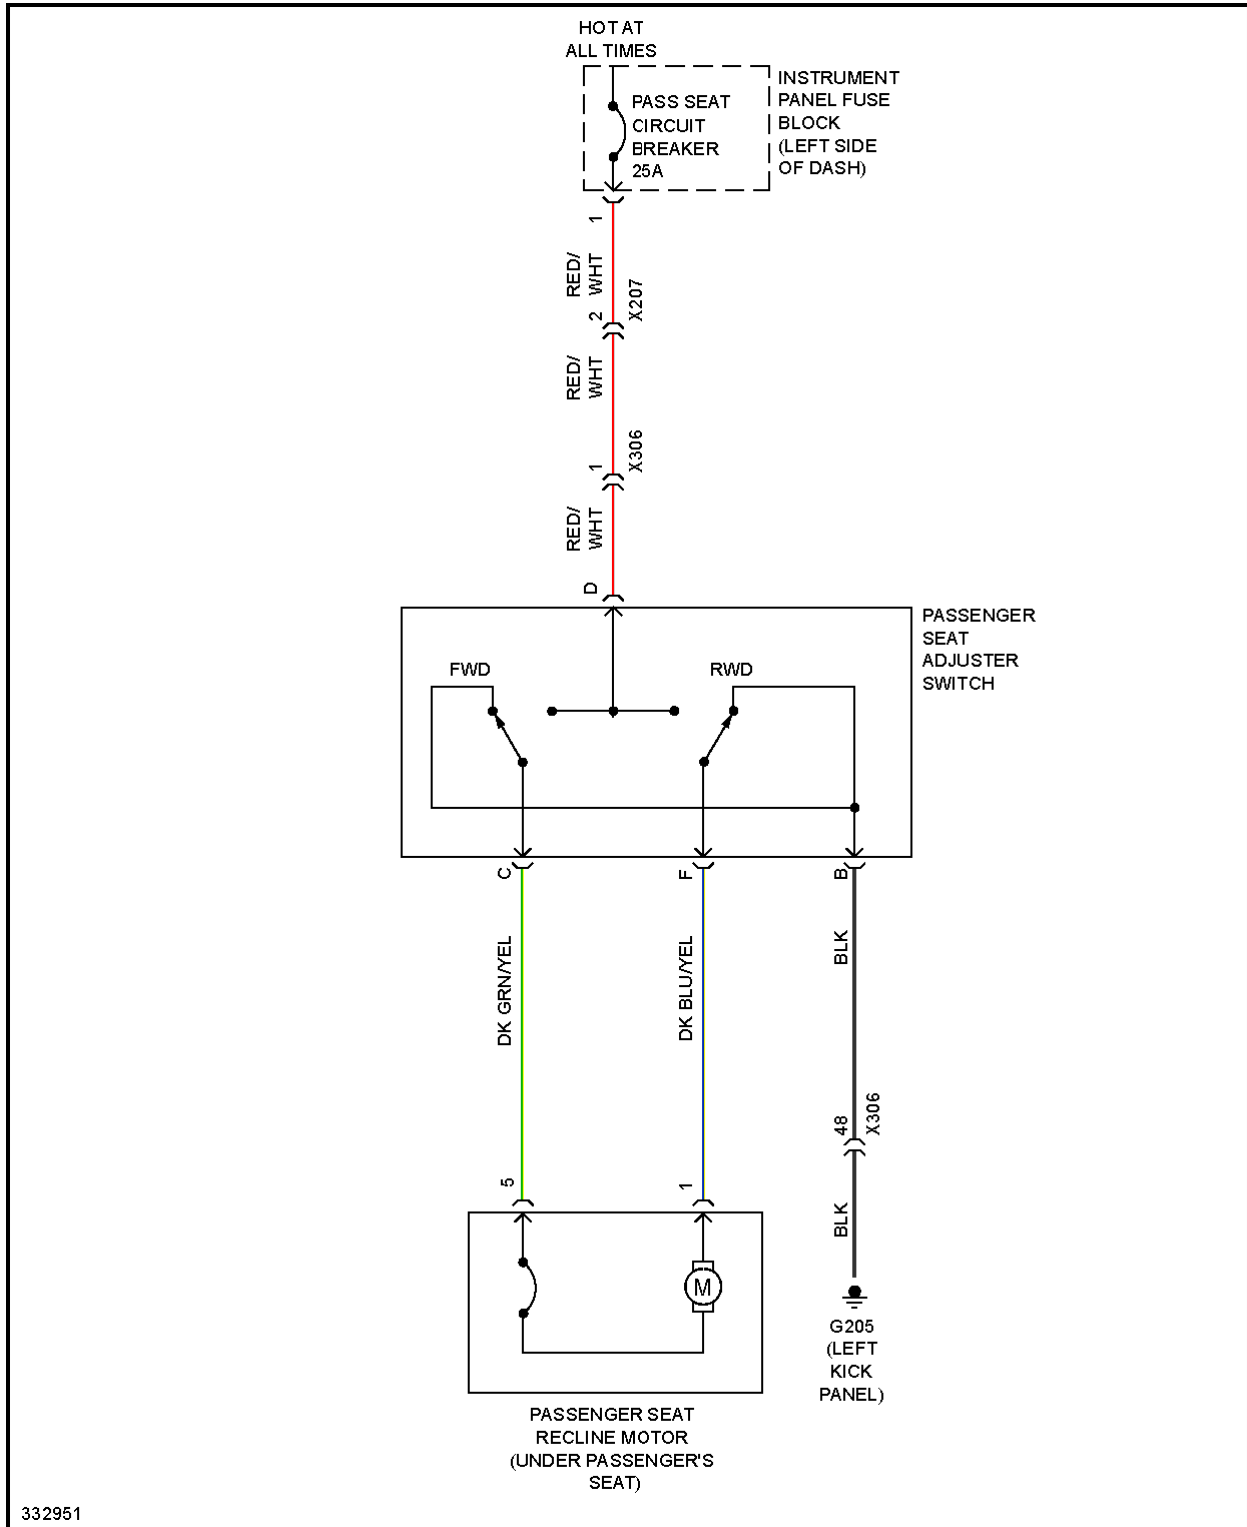 HOT AT
ALL TIMES
PASS SEAT
CIRCUIT
BREAKER
25A
INSTRUMENT
PANEL FUSE
BLOCK
(LEFT SIDE
OF DASH)
1
RED/
WHT
2
X207
RED/
WHT
1
X306
RED/
WHT
D
PASSENGER
SEAT
ADJUSTER
SWITCH
FWD
RWD
C
F
B
DK GRN/YEL
DK BLU/YEL
BLK
48
X306
5
1
BLK
M
G205
(LEFT
KICK
PANEL)
PASSENGER SEAT
RECLINE MOTOR
(UNDER PASSENGER'S
SEAT)
332951